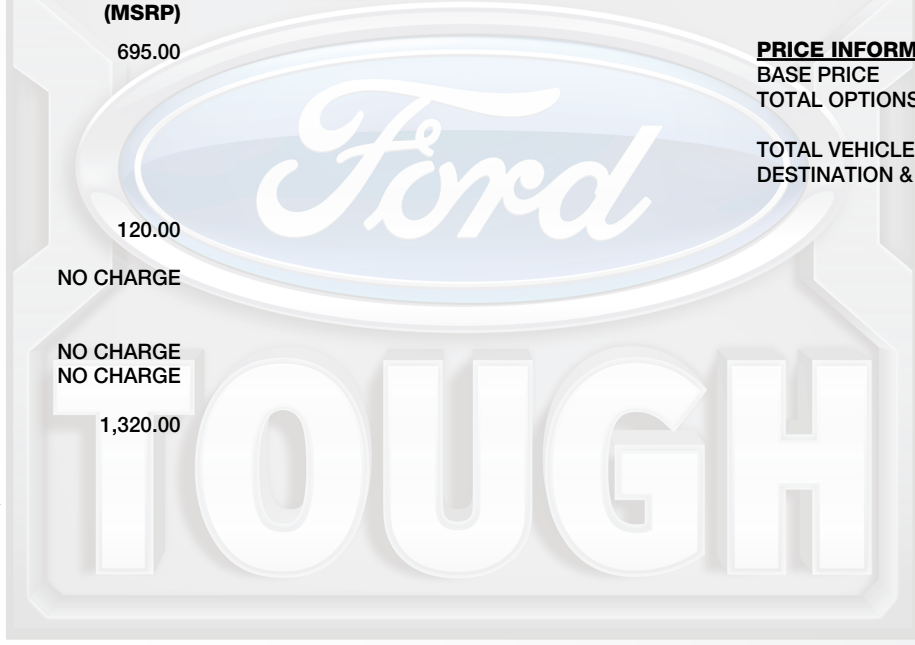 (MSRP)
695.00
120.00
NO CHARGE
NO CHARGE
NO CHARGE
1,320.00
PRICE INFORM
BASE PRICE
TOTAL OPTIONS
TOTAL VEHICLE
DESTINATION &
Ford
TOUGH